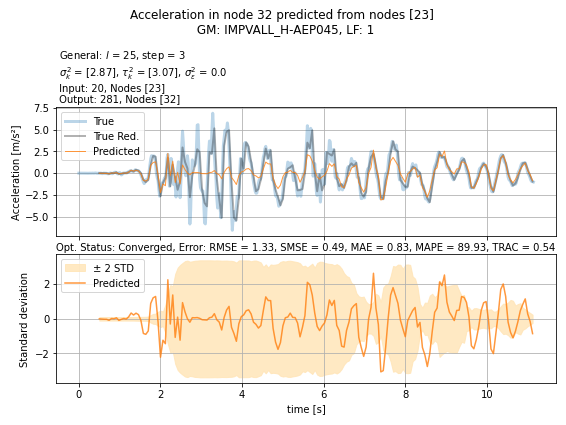 Acceleration in node 32 predicted from nodes [23]
GM: IMPVALL_H-AEP045, LF: 1
General: l = 25, step = 3
σ²ₖ = [2.87], τ²ₖ = [3.07], σ²ε = 0.0
Input: 20, Nodes [23]
Output: 281, Nodes [32]
7.5
5.0
2.5
0.0
−2.5
−5.0
Acceleration [m/s²]
True
True Red.
Predicted
Opt. Status: Converged, Error: RMSE = 1.33, SMSE = 0.49, MAE = 0.83, MAPE = 89.93, TRAC = 0.54
2
0
−2
Standard deviation
± 2 STD
Predicted
0 2 4 6 8 10
time [s]